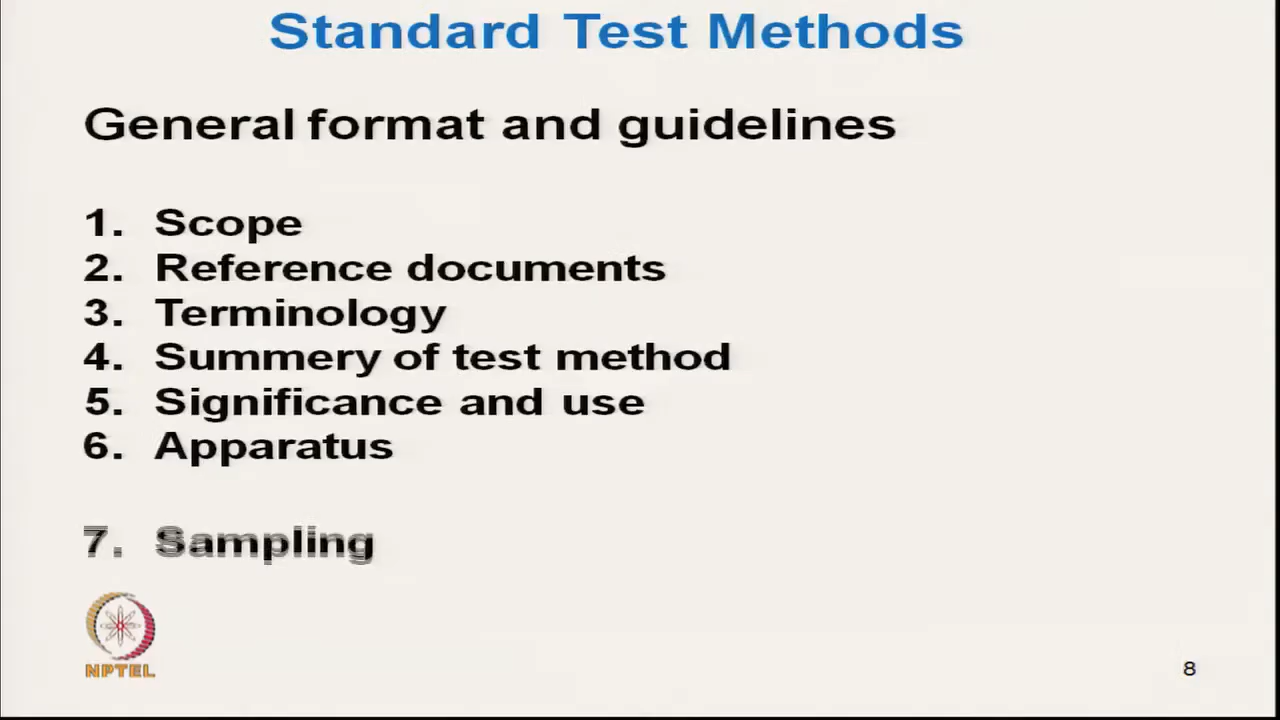 Standard Test Methods
General format and guidelines
1. Scope
2. Reference documents
3. Terminology
4. Summery of test method
5. Significance and use
6. Apparatus
7. Sampling
NPTEL
8